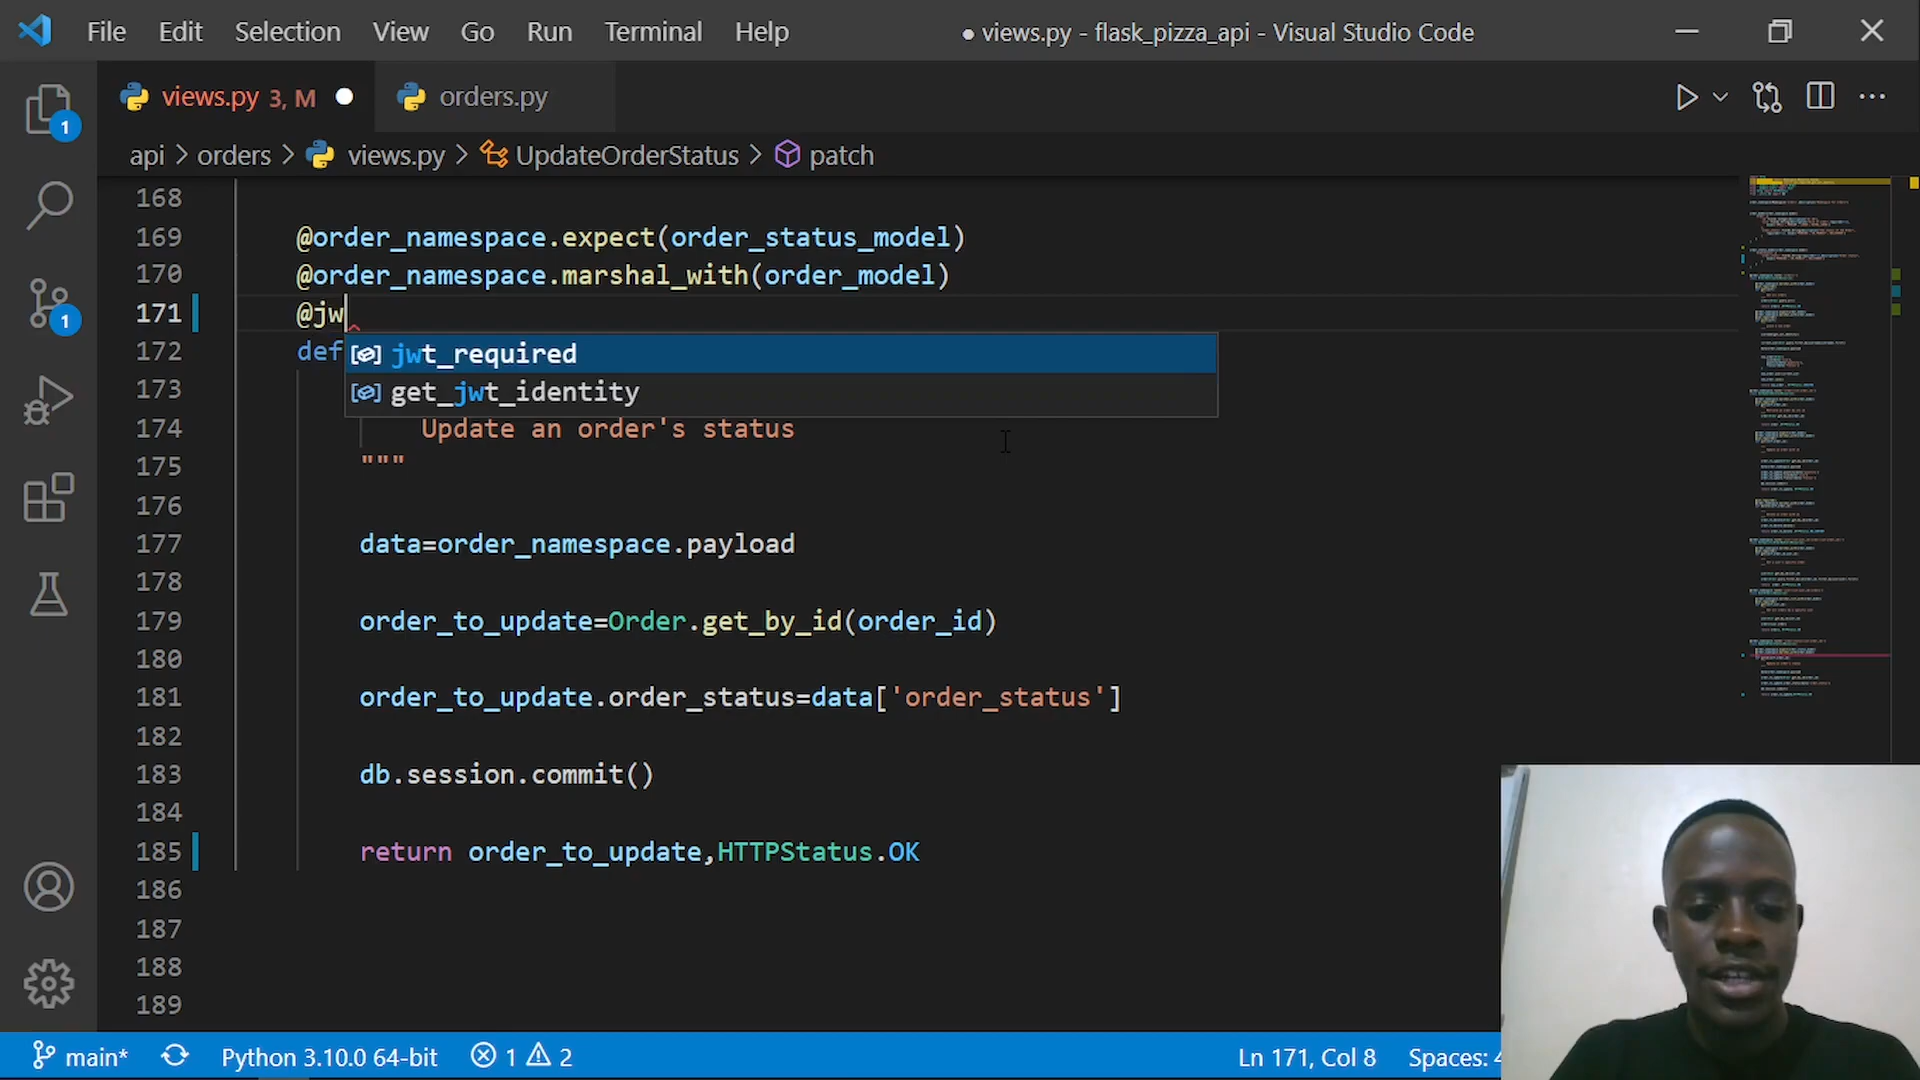 File Edit Selection View Go Run Terminal Help ● views.py - flask_pizza_api - Visual Studio Code
views.py 3, M ● orders.py
api > orders > views.py > UpdateOrderStatus > patch
1
1
168
169 @order_namespace.expect(order_status_model)
170 @order_namespace.marshal_with(order_model)
171 @jw
172 def
jwt_required
get_jwt_identity
173
174 Update an order's status
175 """
176
177 data=order_namespace.payload
178
179 order_to_update=Order.get_by_id(order_id)
180
181 order_to_update.order_status=data['order_status']
182
183 db.session.commit()
184
185 return order_to_update,HTTPStatus.OK
186
187
188
189
main* Python 3.10.0 64-bit 1 2 Ln 171, Col 8 Spaces: